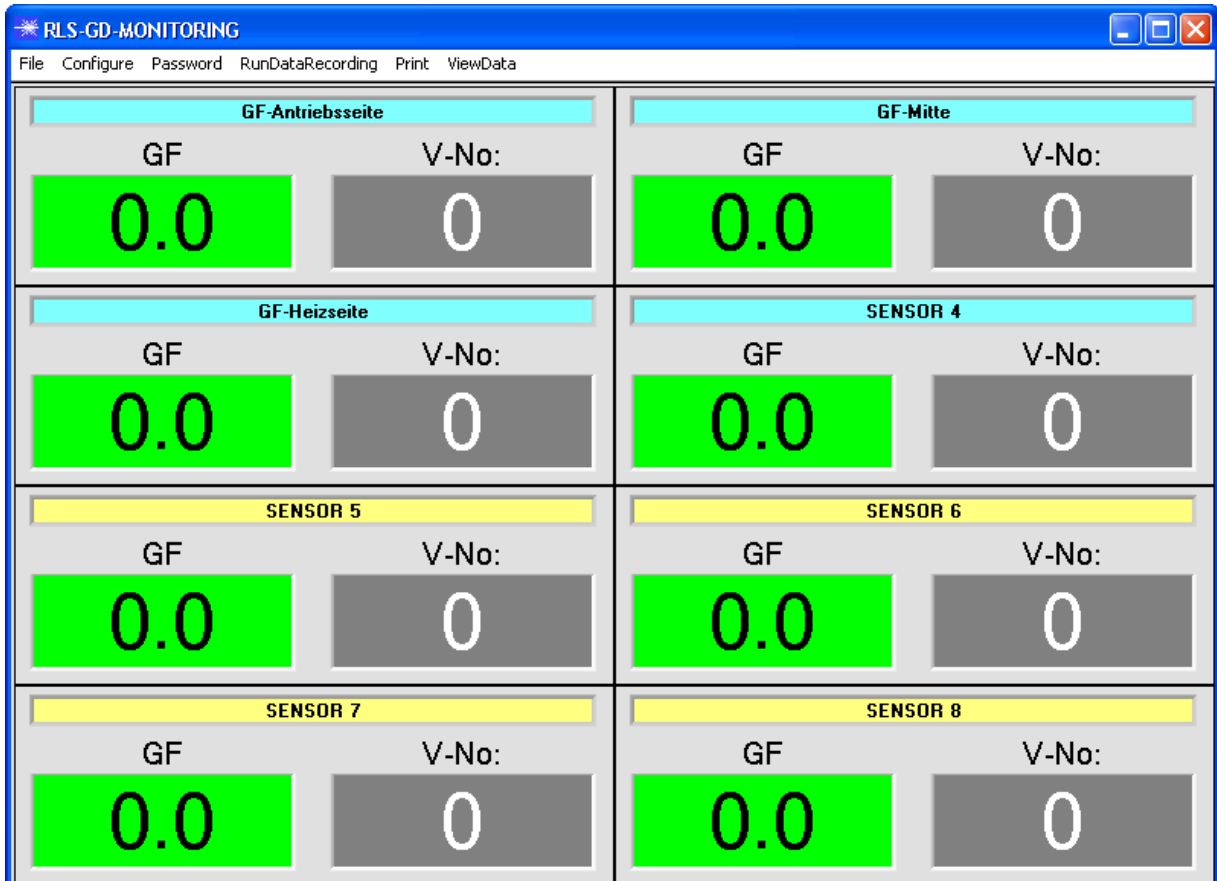 RLS-GD-MONITORING
File Configure Password RunDataRecording Print ViewData
GF-Antriebsseite
GF V-No:
0.0 0
GF-Mitte
GF V-No:
0.0 0
GF-Heizseite
GF V-No:
0.0 0
SENSOR 4
GF V-No:
0.0 0
SENSOR 5
GF V-No:
0.0 0
SENSOR 6
GF V-No:
0.0 0
SENSOR 7
GF V-No:
0.0 0
SENSOR 8
GF V-No:
0.0 0